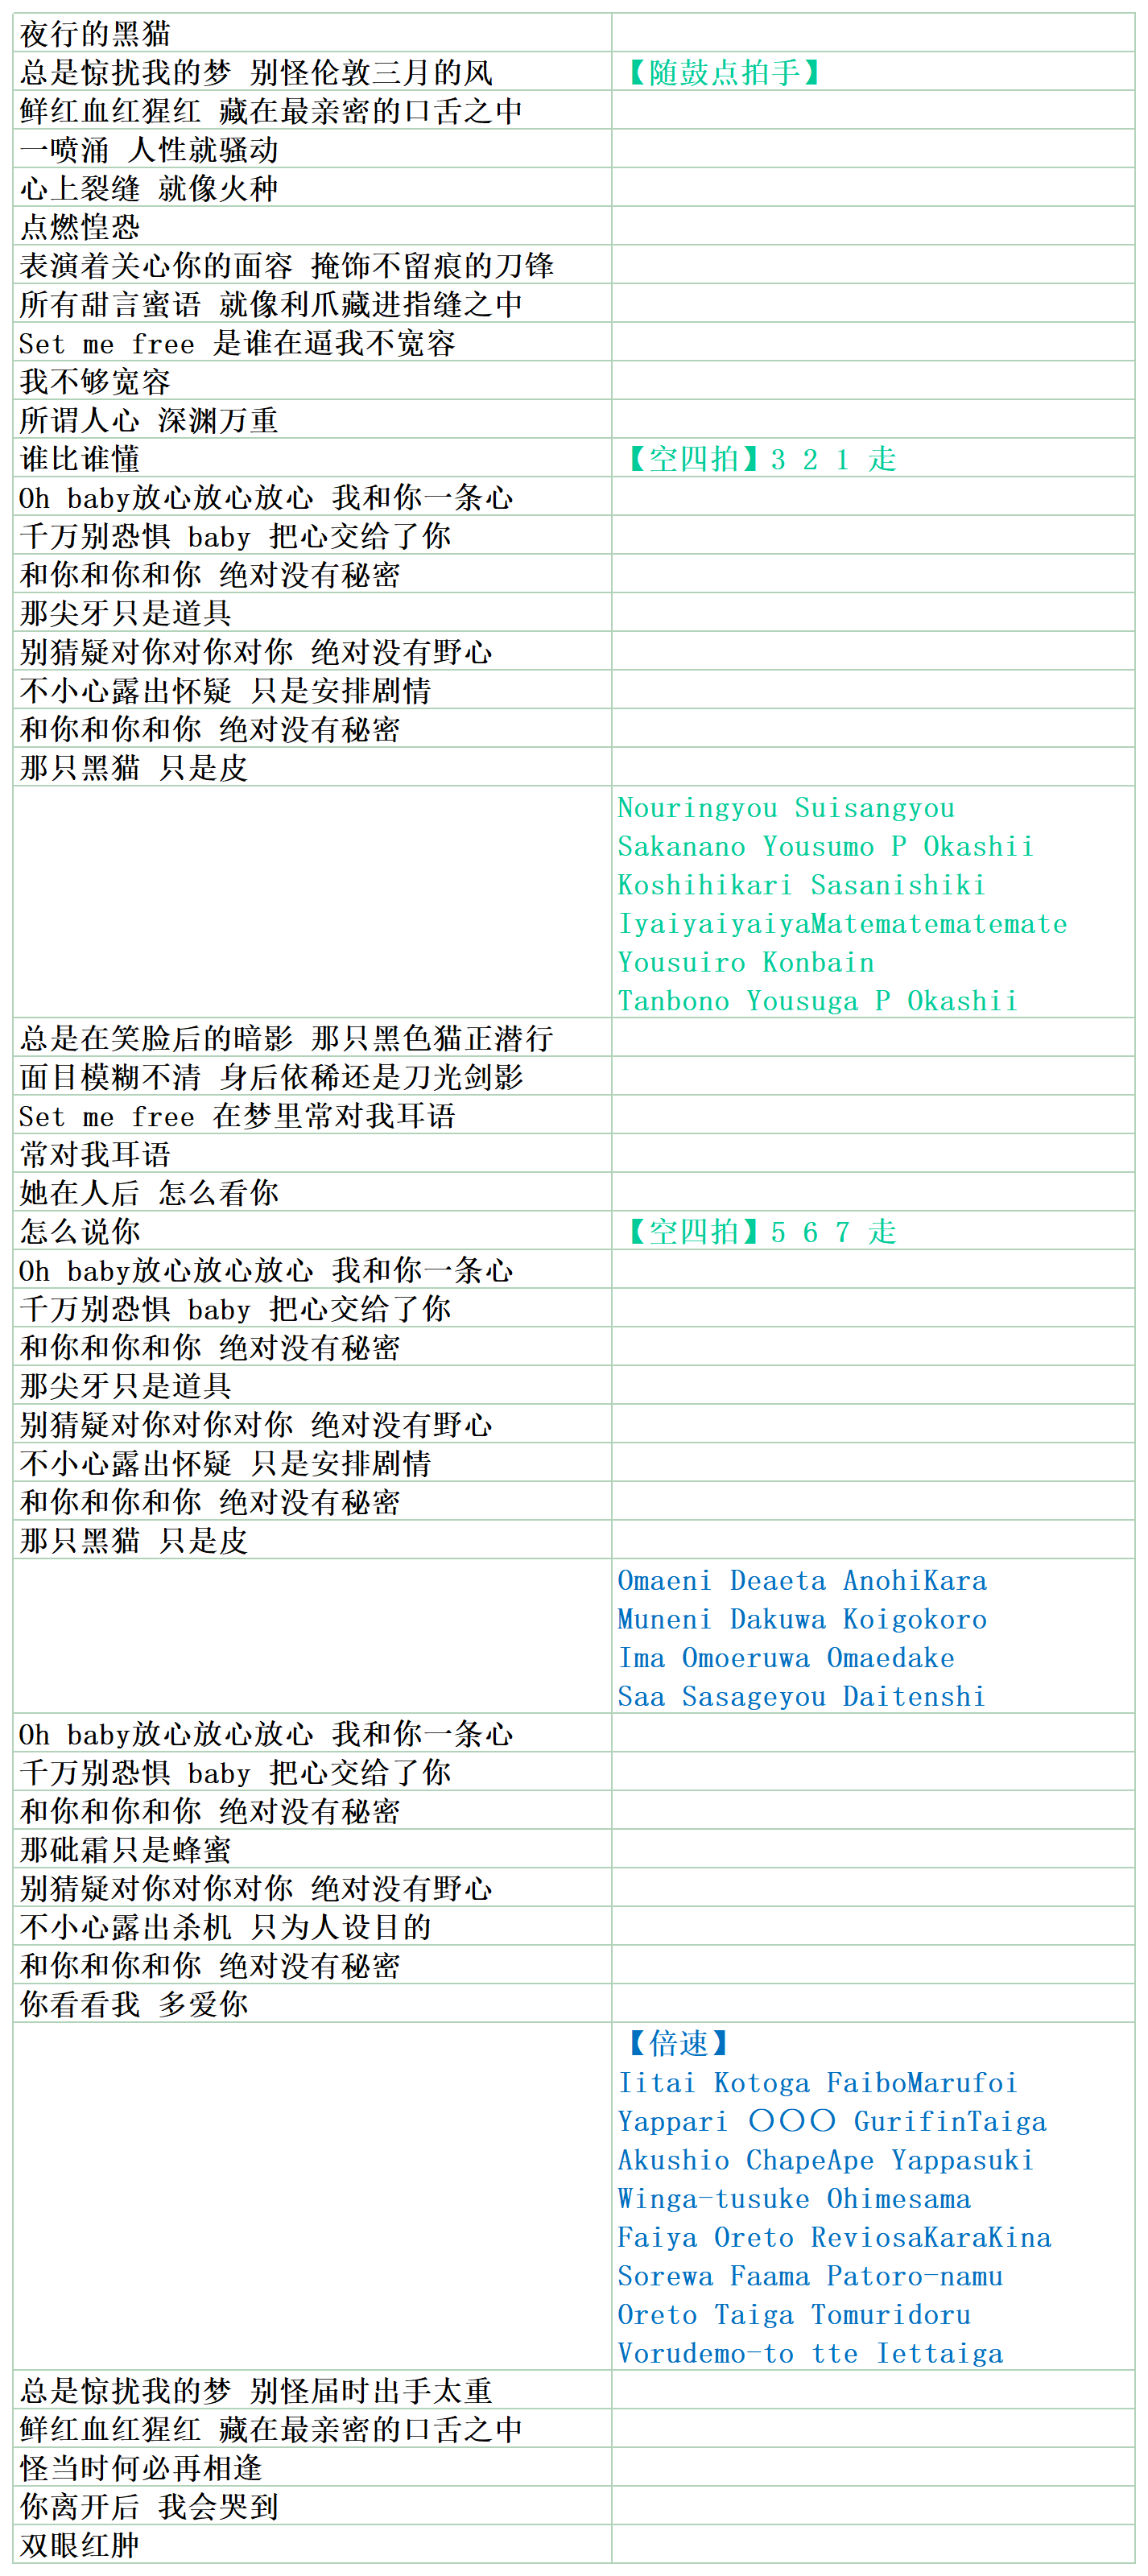 夜行的黑猫
总是惊扰我的梦 别怪伦敦三月的风 【随鼓点拍手】
鲜红血红猩红 藏在最亲密的口舌之中
一喷涌 人性就骚动
心上裂缝 就像火种
点燃惶恐
表演着关心你的面容 掩饰不留痕的刀锋
所有甜言蜜语 就像利爪藏进指缝之中
Set me free 是谁在逼我不宽容
我不够宽容
所谓人心 深渊万重
谁比谁懂 【空四拍】3 2 1 走
Oh baby放心放心放心 我和你一条心
千万别恐惧 baby 把心交给了你
和你和你和你 绝对没有秘密
那尖牙只是道具
别猜疑对你对你对你 绝对没有野心
不小心露出怀疑 只是安排剧情
和你和你和你 绝对没有秘密
那只黑猫 只是皮
Nouringyou Suisangyou
Sakanano Yousumo P Okashii
Koshihikari Sasanishiki
IyaiyaiyaiyaMatematematemate
Yousuiro Konbain
Tanbono Yousuga P Okashii
总是在笑脸后的暗影 那只黑色猫正潜行
面目模糊不清 身后依稀还是刀光剑影
Set me free 在梦里常对我耳语
常对我耳语
她在人后 怎么看你
怎么说你 【空四拍】5 6 7 走
Oh baby放心放心放心 我和你一条心
千万别恐惧 baby 把心交给了你
和你和你和你 绝对没有秘密
那尖牙只是道具
别猜疑对你对你对你 绝对没有野心
不小心露出怀疑 只是安排剧情
和你和你和你 绝对没有秘密
那只黑猫 只是皮
Omaeni Deaeta AnohiKara
Muneni Dakuwa Koigokoro
Ima Omoeruwa Omaedake
Saa Sasageyou Daitenshi
Oh baby放心放心放心 我和你一条心
千万别恐惧 baby 把心交给了你
和你和你和你 绝对没有秘密
那砒霜只是蜂蜜
别猜疑对你对你对你 绝对没有野心
不小心露出杀机 只为人设目的
和你和你和你 绝对没有秘密
你看看我 多爱你
【倍速】
Iitai Kotoga FaiboMarufoi
Yappari 〇〇〇 GurifinTaiga
Akushio ChapeApe Yappasuki
Winga-tusuke Ohimesama
Faiya Oreto ReviosaKaraKina
Sorewa Faama Patoro-namu
Oreto Taiga Tomuridoru
Vorudemo-to tte Iettaiga
总是惊扰我的梦 别怪届时出手太重
鲜红血红猩红 藏在最亲密的口舌之中
怪当时何必再相逢
你离开后 我会哭到
双眼红肿